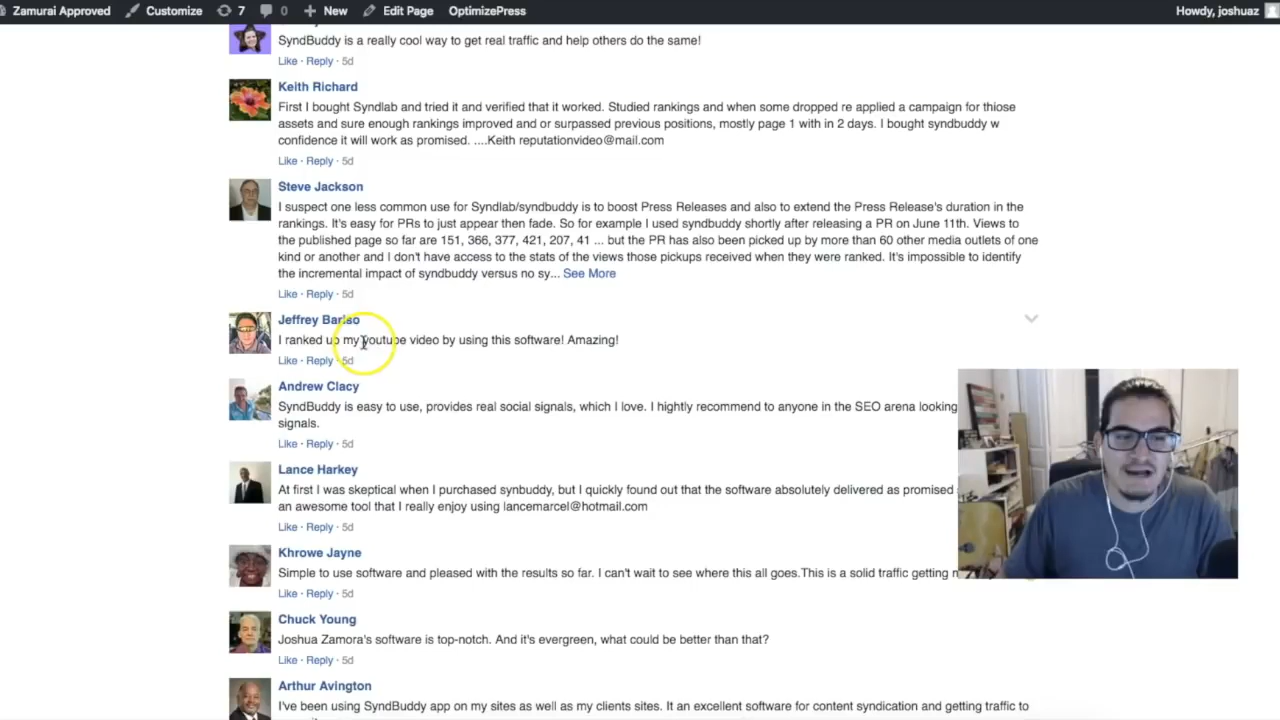 Zamurai Approved Customize 7 0 New Edit Page OptimizePress Howdy, joshuaz
SyndBuddy is a really cool way to get real traffic and help others do the same!
Like · Reply · 5d
Keith Richard
First I bought Syndlab and tried it and verified that it worked. Studied rankings and when some dropped re applied a campaign for thiose
assets and sure enough rankings improved and or surpassed previous positions, mostly page 1 with in 2 days. I bought syndbuddy w
confidence it will work as promised. ....Keith reputationvideo@mail.com
Like · Reply · 5d
Steve Jackson
I suspect one less common use for Syndlab/syndbuddy is to boost Press Releases and also to extend the Press Release's duration in the
rankings. It's easy for PRs to just appear then fade. So for example I used syndbuddy shortly after releasing a PR on June 11th. Views to
the published page so far are 151, 366, 377, 421, 207, 41 ... but the PR has also been picked up by more than 60 other media outlets of one
kind or another and I don't have access to the stats of the views those pickups received when they were ranked. It's impossible to identify
the incremental impact of syndbuddy versus no sy... See More
Like · Reply · 5d
Jeffrey Bariso
I ranked up my youtube video by using this software! Amazing!
Like · Reply · 5d
Andrew Clacy
SyndBuddy is easy to use, provides real social signals, which I love. I hightly recommend to anyone in the SEO arena looking
signals.
Like · Reply · 5d
Lance Harkey
At first I was skeptical when I purchased synbuddy, but I quickly found out that the software absolutely delivered as promised
an awesome tool that I really enjoy using lancemarcel@hotmail.com
Like · Reply · 5d
Khrowe Jayne
Simple to use software and pleased with the results so far. I can't wait to see where this all goes.This is a solid traffic getting
Like · Reply · 5d
Chuck Young
Joshua Zamora's software is top-notch. And it's evergreen, what could be better than that?
Like · Reply · 5d
Arthur Avington
I've been using SyndBuddy app on my sites as well as my clients sites. It an excellent software for content syndication and getting traffic to